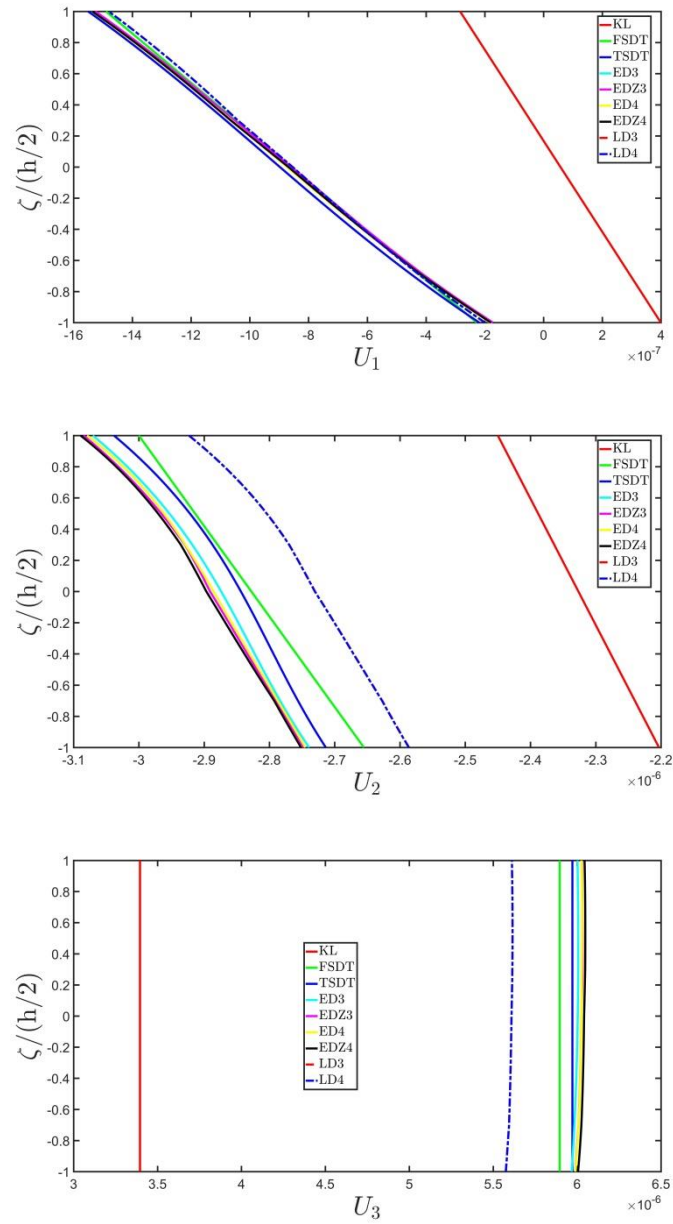 1
0.8
0.6
0.4
0.2
0
-0.2
-0.4
-0.6
-0.8
-1
ζ/(h/2)
KL
FSDT
TSDT
ED3
EDZ3
ED4
EDZ4
LD3
LD4
-16 -14 -12 -10 -8 -6 -4 -2 0 2 4
U1
×10-7
1
0.8
0.6
0.4
0.2
0
-0.2
-0.4
-0.6
-0.8
-1
ζ/(h/2)
KL
FSDT
TSDT
ED3
EDZ3
ED4
EDZ4
LD3
LD4
-3.1 -3 -2.9 -2.8 -2.7 -2.6 -2.5 -2.4 -2.3 -2.2
U2
×10-6
1
0.8
0.6
0.4
0.2
0
-0.2
-0.4
-0.6
-0.8
-1
ζ/(h/2)
KL
FSDT
TSDT
ED3
EDZ3
ED4
EDZ4
LD3
LD4
3 3.5 4 4.5 5 5.5 6 6.5
U3
×10-6